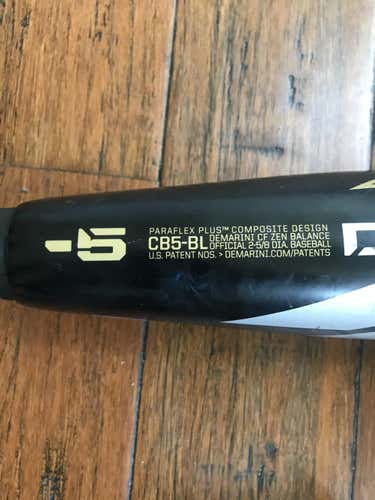 -5
PARAFLEX PLUS™ COMPOSITE DESIGN
CB5-BL DEMARINI CF ZEN BALANCE
OFFICIAL 2-5/8 DIA. BASEBALL
U.S. PATENT NOS. > DEMARINI.COM/PATENTS